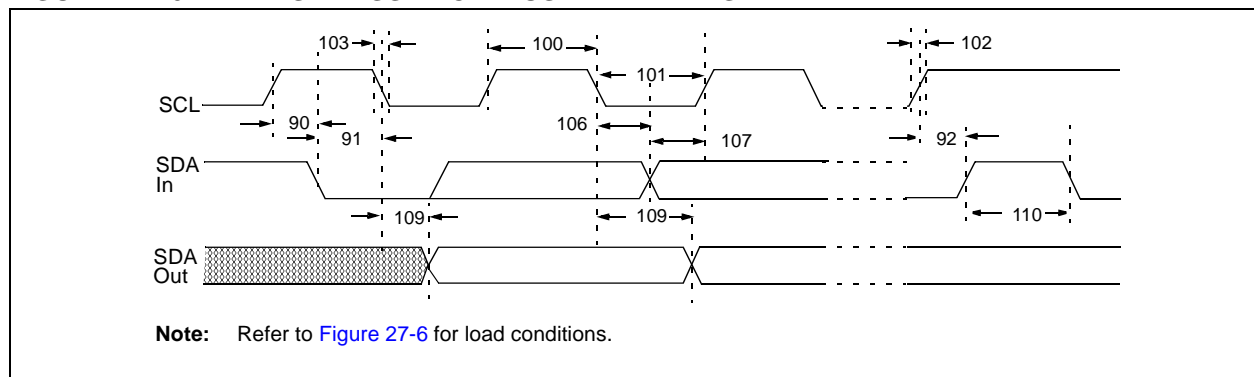 103
100
102
101
SCL
90
106
91
107
92
SDA
In
109
109
110
SDA
Out
Note: Refer to Figure 27-6 for load conditions.